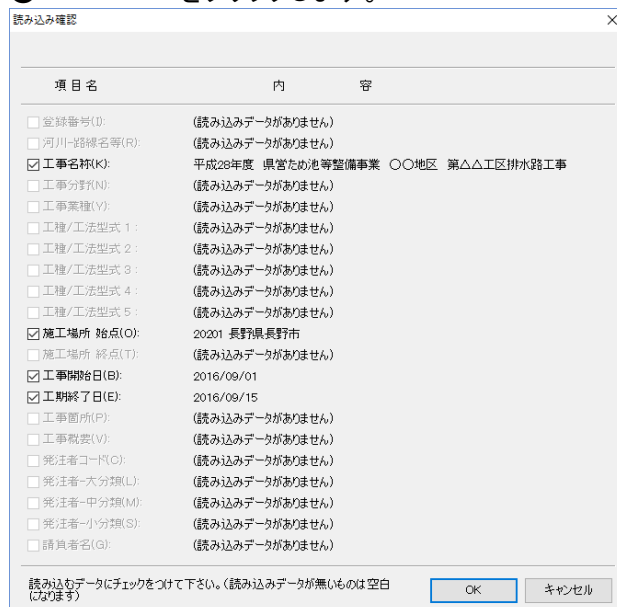 をクリックします。
読み込み確認
項目名 内 容
登録番号(I): (読み込みデータがありません)
河川-路線名等(R): (読み込みデータがありません)
工事名称(K): 平成28年度 県営ため池等整備事業 〇〇地区 第△△工区排水路工事
工事分野(N): (読み込みデータがありません)
工事業種(Y): (読み込みデータがありません)
工種/工法型式 1 : (読み込みデータがありません)
工種/工法型式 2 : (読み込みデータがありません)
工種/工法型式 3 : (読み込みデータがありません)
工種/工法型式 4 : (読み込みデータがありません)
工種/工法型式 5 : (読み込みデータがありません)
施工場所 始点(O): 20201 長野県長野市
施工場所 終点(T): (読み込みデータがありません)
工事開始日(B): 2016/09/01
工期終了日(E): 2016/09/15
工事箇所(P): (読み込みデータがありません)
工事概要(V): (読み込みデータがありません)
発注者コード(C): (読み込みデータがありません)
発注者-大分類(L): (読み込みデータがありません)
発注者-中分類(M): (読み込みデータがありません)
発注者-小分類(S): (読み込みデータがありません)
請負者名(G): (読み込みデータがありません)
読み込むデータにチェックをつけて下さい。(読み込みデータが無いものは空白
になります)
OK キャンセル